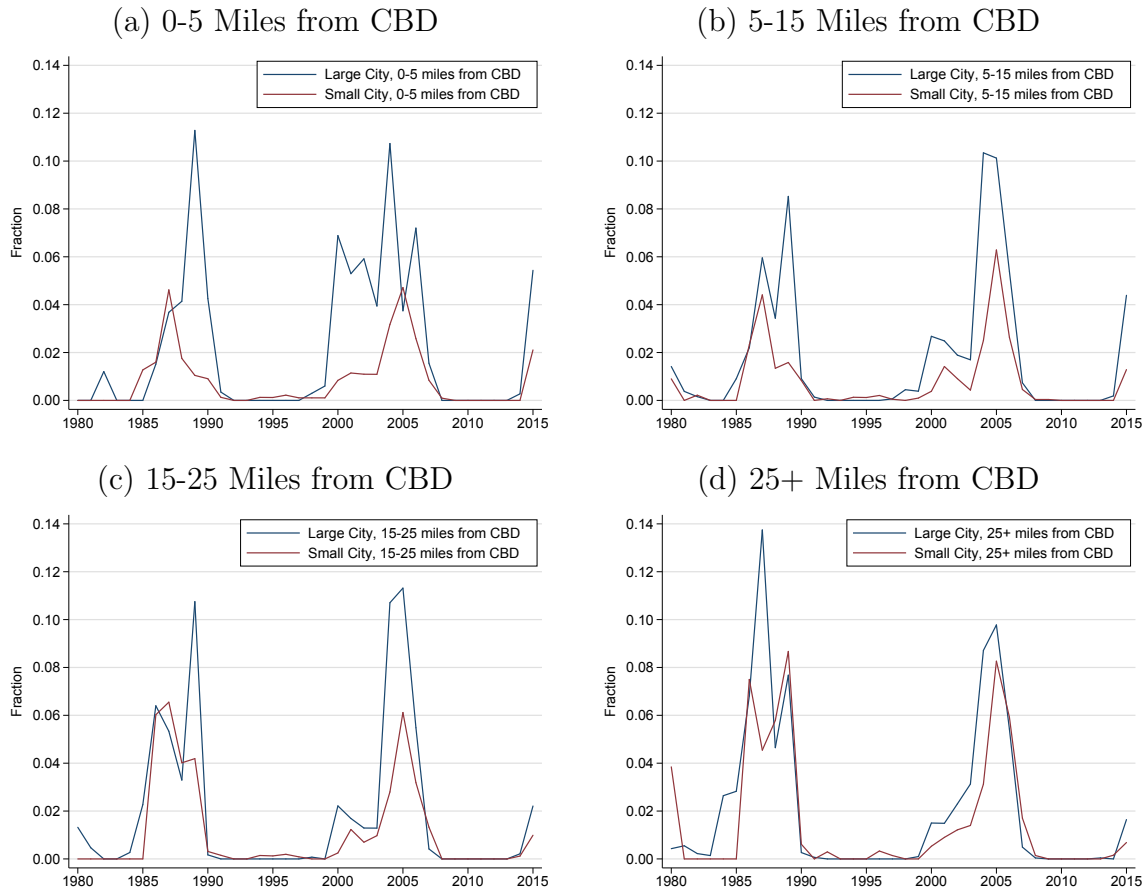 (a) 0-5 Miles from CBD
0.14
0.12
0.10
0.08
0.06
0.04
0.02
0.00
Fraction
Large City, 0-5 miles from CBD
Small City, 0-5 miles from CBD
1980 1985 1990 1995 2000 2005 2010 2015
(b) 5-15 Miles from CBD
0.14
0.12
0.10
0.08
0.06
0.04
0.02
0.00
Fraction
Large City, 5-15 miles from CBD
Small City, 5-15 miles from CBD
1980 1985 1990 1995 2000 2005 2010 2015
(c) 15-25 Miles from CBD
0.14
0.12
0.10
0.08
0.06
0.04
0.02
0.00
Fraction
Large City, 15-25 miles from CBD
Small City, 15-25 miles from CBD
1980 1985 1990 1995 2000 2005 2010 2015
(d) 25+ Miles from CBD
0.14
0.12
0.10
0.08
0.06
0.04
0.02
0.00
Fraction
Large City, 25+ miles from CBD
Small City, 25+ miles from CBD
1980 1985 1990 1995 2000 2005 2010 2015